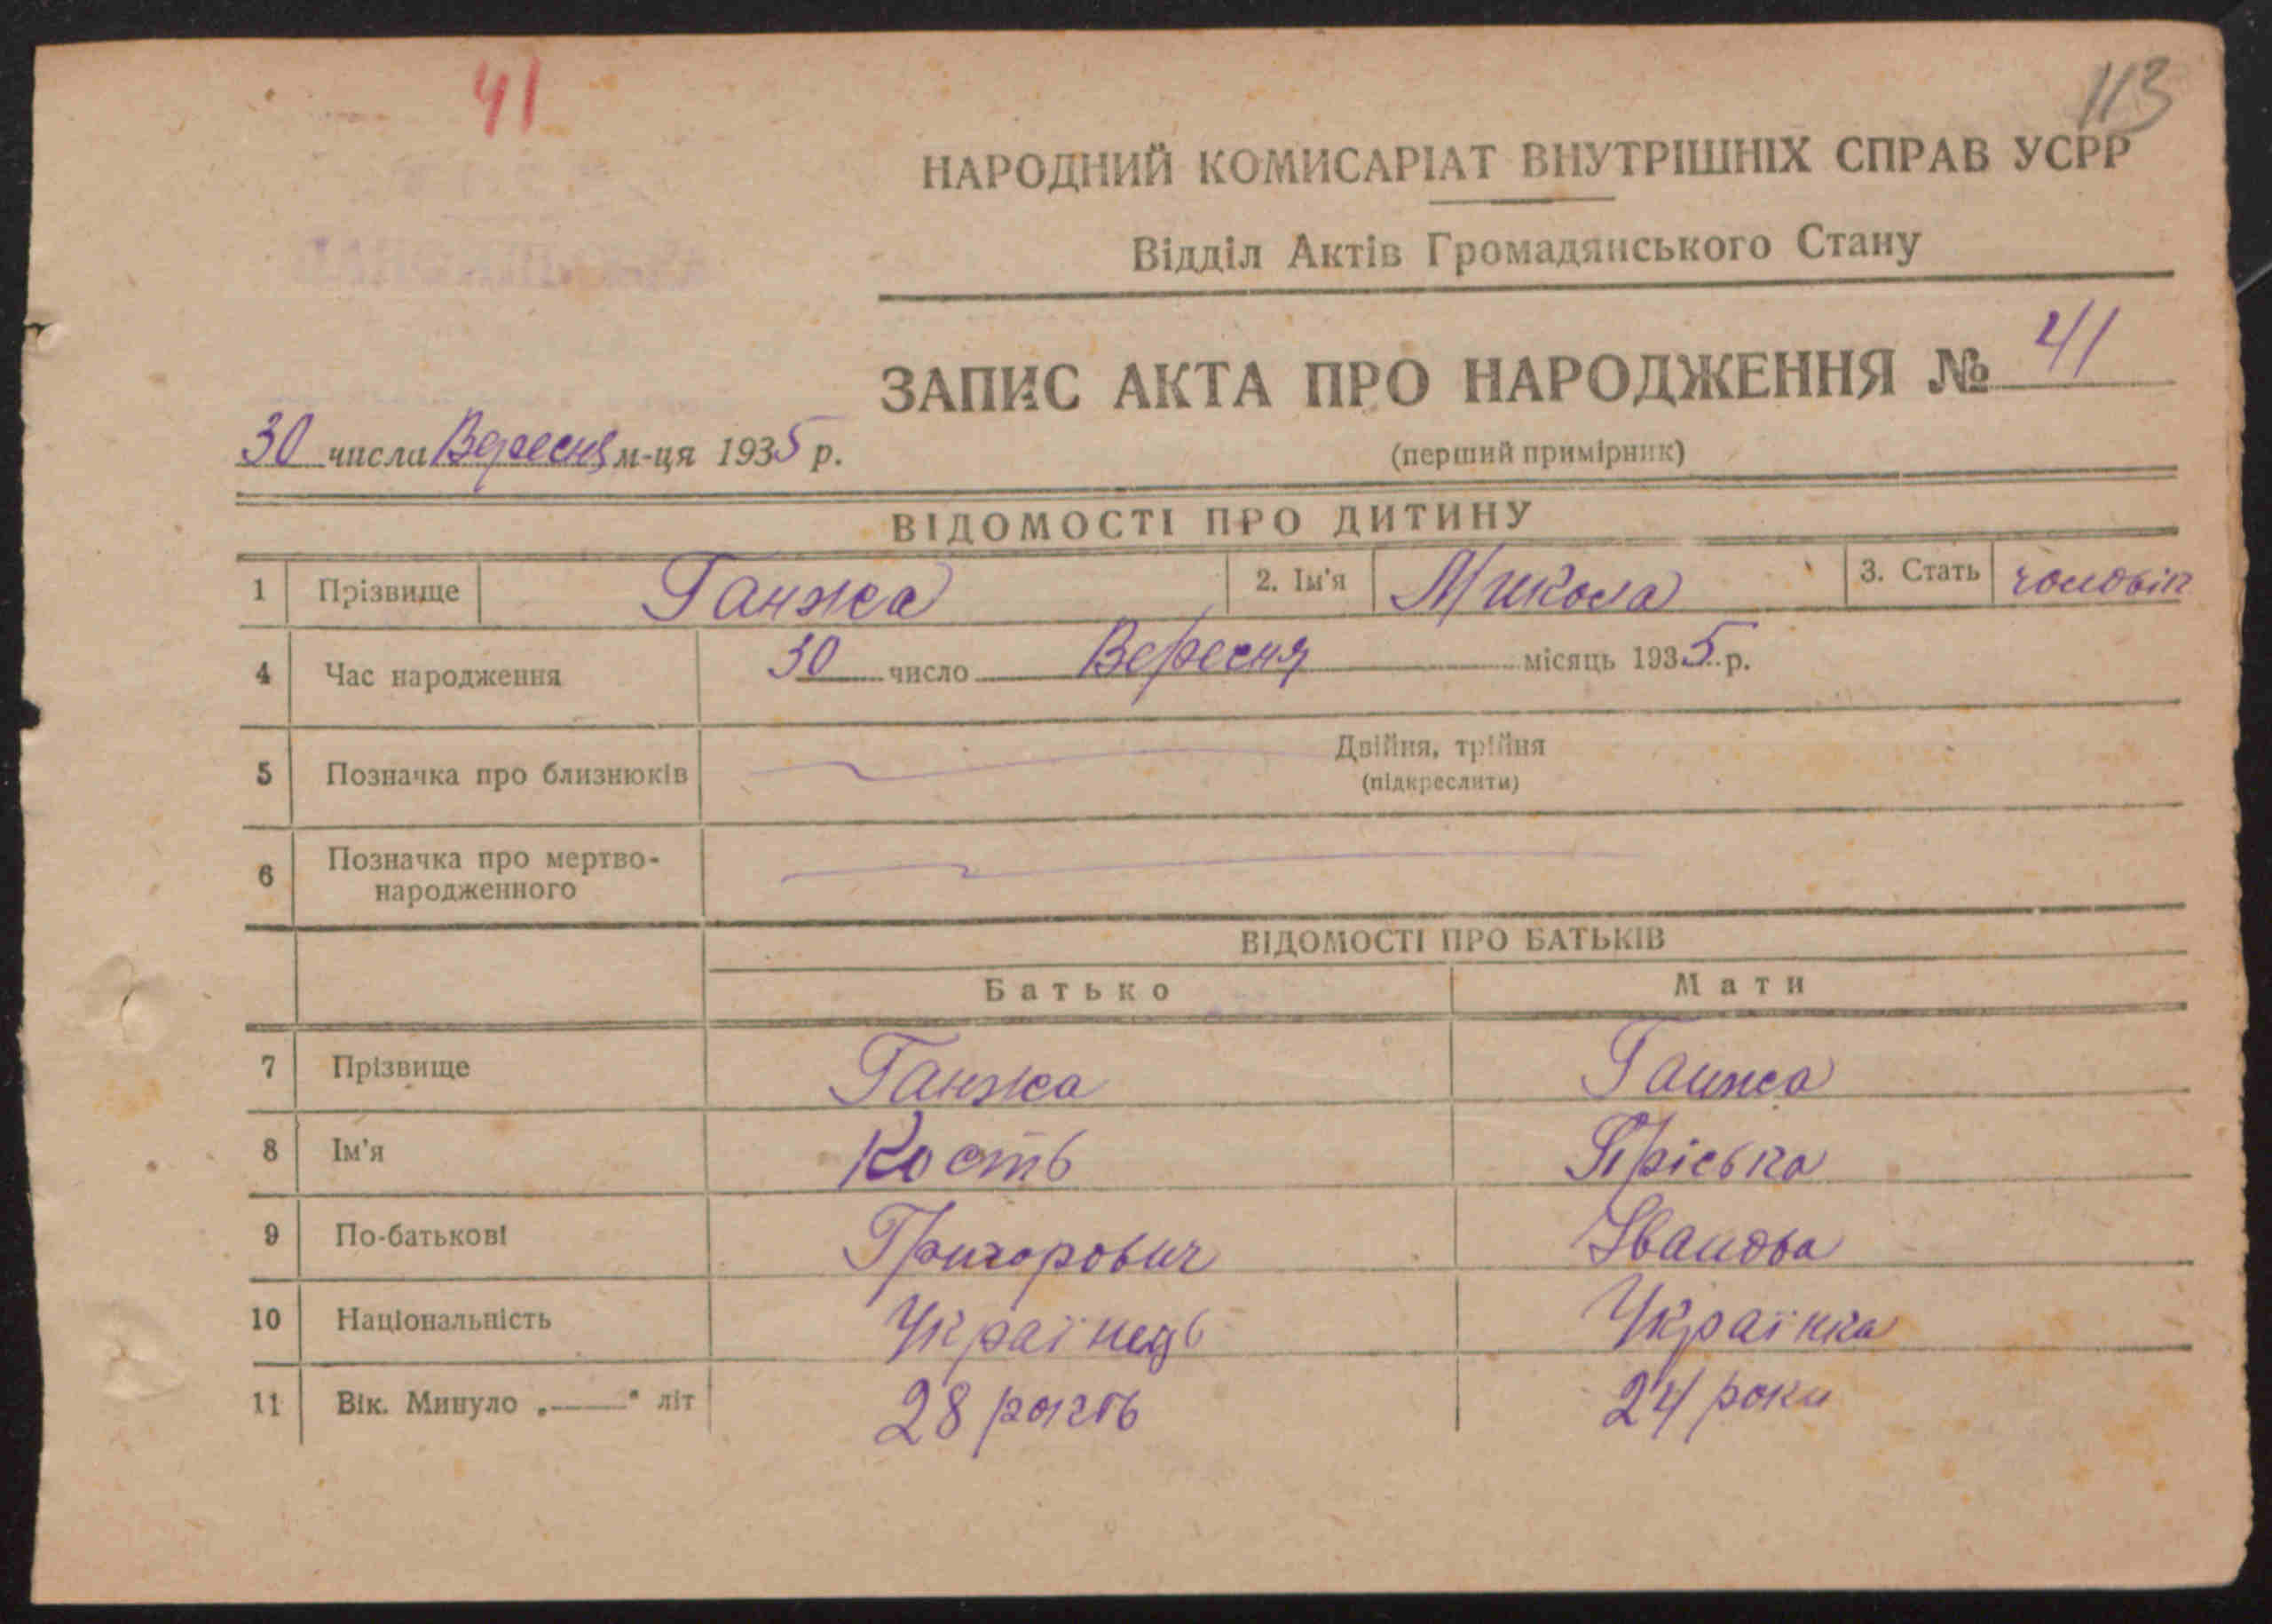 41
113
НАРОДНИЙ КОМИСАРІАТ ВНУТРІШНІХ СПРАВ УСРР
Відділ Актів Громадянського Стану
ЗАПИС АКТА ПРО НАРОДЖЕННЯ № 41
30 числа Вересня м-ця 1935 р.
(перший примірник)
ВІДОМОСТІ ПРО ДИТИНУ
1 Прізвище Ганжа 2. Ім'я Микола 3. Стать чоловік
4 Час народження 30 число Вересня місяць 1935 р.
Двійня, трійня
5 Позначка про близнюків
(підкреслити)
6 Позначка про мертво-
народженного
ВІДОМОСТІ ПРО БАТЬКІВ
Батько Мати
7 Прізвище Ганжа Ганжа
8 Ім'я Кость Пріська
9 По-батькові Григорович Іванова
10 Національність Українець Українка
11 Вік. Минуло „——" літ 28 років 24 роки